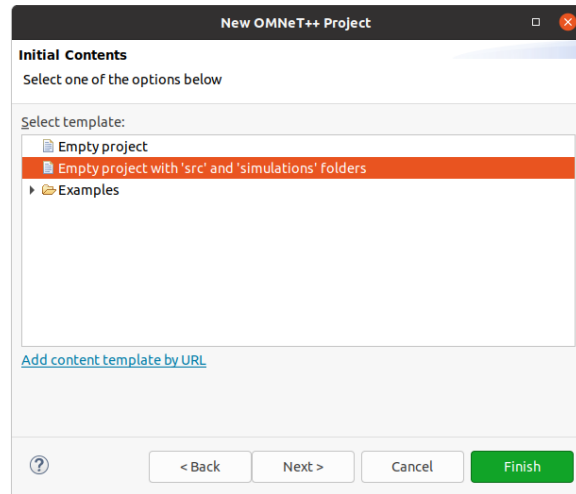 New OMNeT++ Project
Initial Contents
Select one of the options below
Select template:
Empty project
Empty project with 'src' and 'simulations' folders
Examples
Add content template by URL
? < Back Next > Cancel Finish